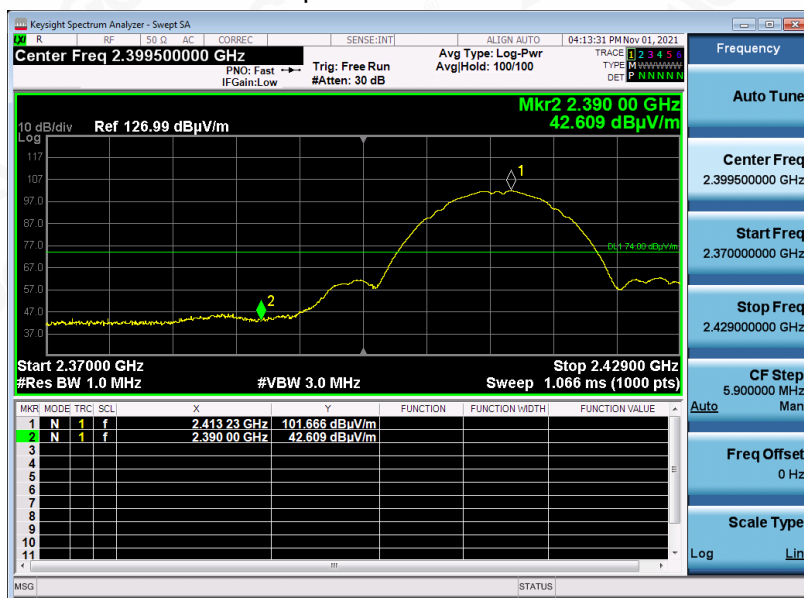 Keysight Spectrum Analyzer - Swept SA
LXI R RF 50 Ω AC CORREC SENSE:INT ALIGN AUTO 04:13:31 PM Nov 01, 2021
Center Freq 2.399500000 GHz
PNO: Fast
IFGain:Low
Trig: Free Run
#Atten: 30 dB
Avg Type: Log-Pwr
Avg|Hold: 100/100
TRACE 1 2 3 4 5 6
TYPE M WWWWW
DET P N N N N N
Mkr2 2.390 00 GHz
42.609 dBµV/m
10 dB/div Ref 126.99 dBµV/m
Log
117
107
97.0
87.0
77.0
67.0
57.0
47.0
37.0
1
2
DL1 74.00 dBµV/m
Start 2.37000 GHz Stop 2.42900 GHz
#Res BW 1.0 MHz #VBW 3.0 MHz Sweep 1.066 ms (1000 pts)
MKR MODE TRC SCL X Y FUNCTION FUNCTION WIDTH FUNCTION VALUE
1 N 1 f 2.413 23 GHz 101.666 dBµV/m
2 N 1 f 2.390 00 GHz 42.609 dBµV/m
3
4
5
6
7
8
9
10
11
MSG STATUS
Frequency
Auto Tune
Center Freq
2.399500000 GHz
Start Freq
2.370000000 GHz
Stop Freq
2.429000000 GHz
CF Step
5.900000 MHz
Auto Man
Freq Offset
0 Hz
Scale Type
Log Lin